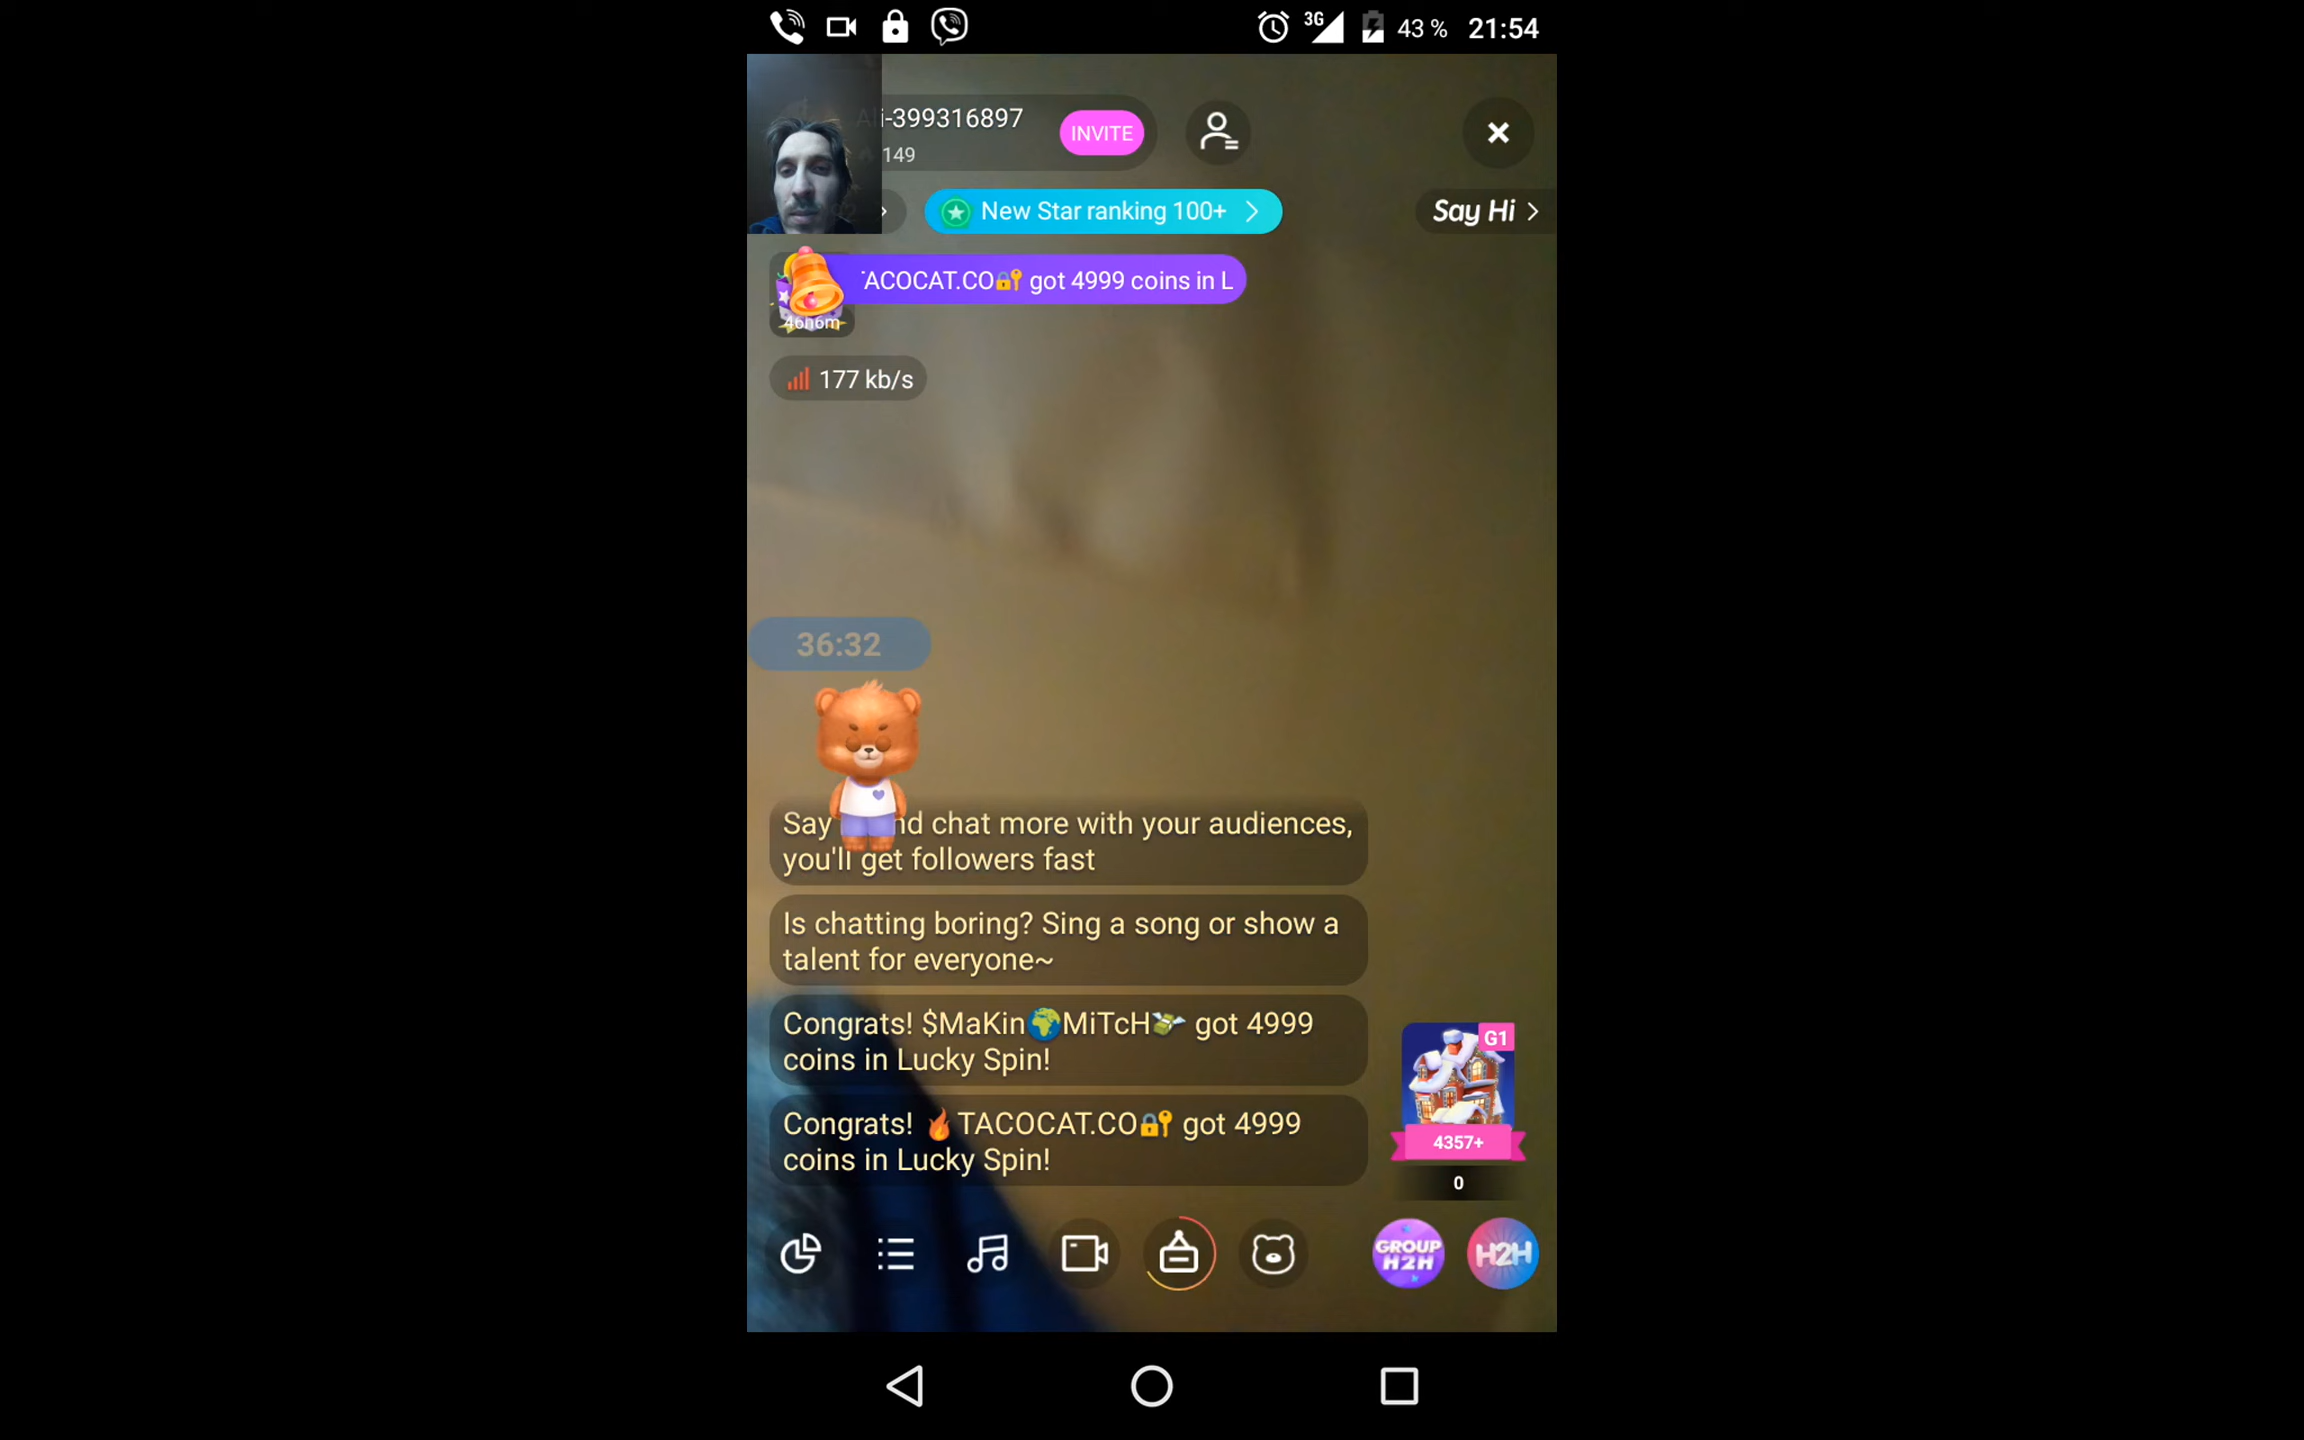 3G
43 %
21:54
Ali-399316897
INVITE
149
New Star ranking 100+
Say Hi
TACOCAT.CO🔐 got 4999 coins in L
46h6m
177 kb/s
36:32
Say nd chat more with your audiences,
you'll get followers fast
Is chatting boring? Sing a song or show a
talent for everyone~
Congrats! $MaKin🌍MiTcH💸 got 4999
coins in Lucky Spin!
Congrats! 🔥TACOCAT.CO🔐 got 4999
coins in Lucky Spin!
G1
4357+
0
GROUP
H2H
H2H